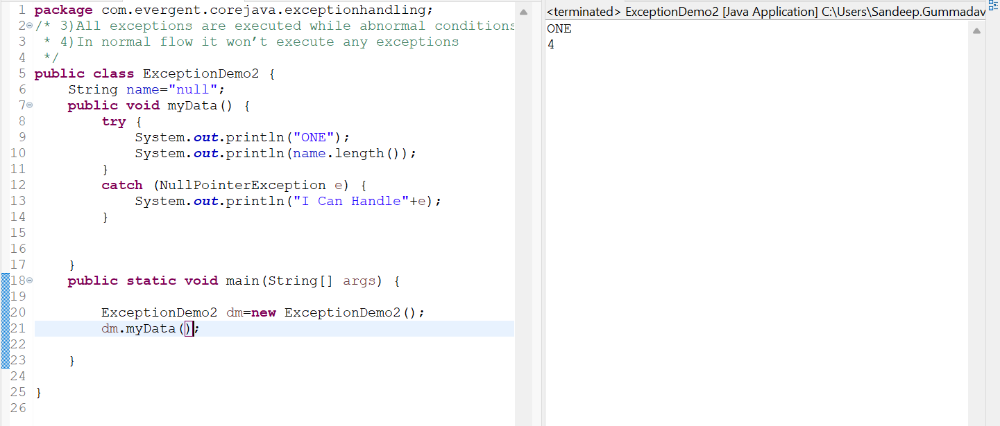 1 package com.evergent.corejava.exceptionhandling;
2 /* 3)All exceptions are executed while abnormal conditions
3 * 4)In normal flow it won’t execute any exceptions
4 */
5 public class ExceptionDemo2 {
6 String name="null";
7 public void myData() {
8 try {
9 System.out.println("ONE");
10 System.out.println(name.length());
11 }
12 catch (NullPointerException e) {
13 System.out.println("I Can Handle"+e);
14 }
15
16
17 }
18 public static void main(String[] args) {
19
20 ExceptionDemo2 dm=new ExceptionDemo2();
21 dm.myData();
22
23 }
24
25 }
26
<terminated> ExceptionDemo2 [Java Application] C:\Users\Sandeep.Gummadav
ONE
4